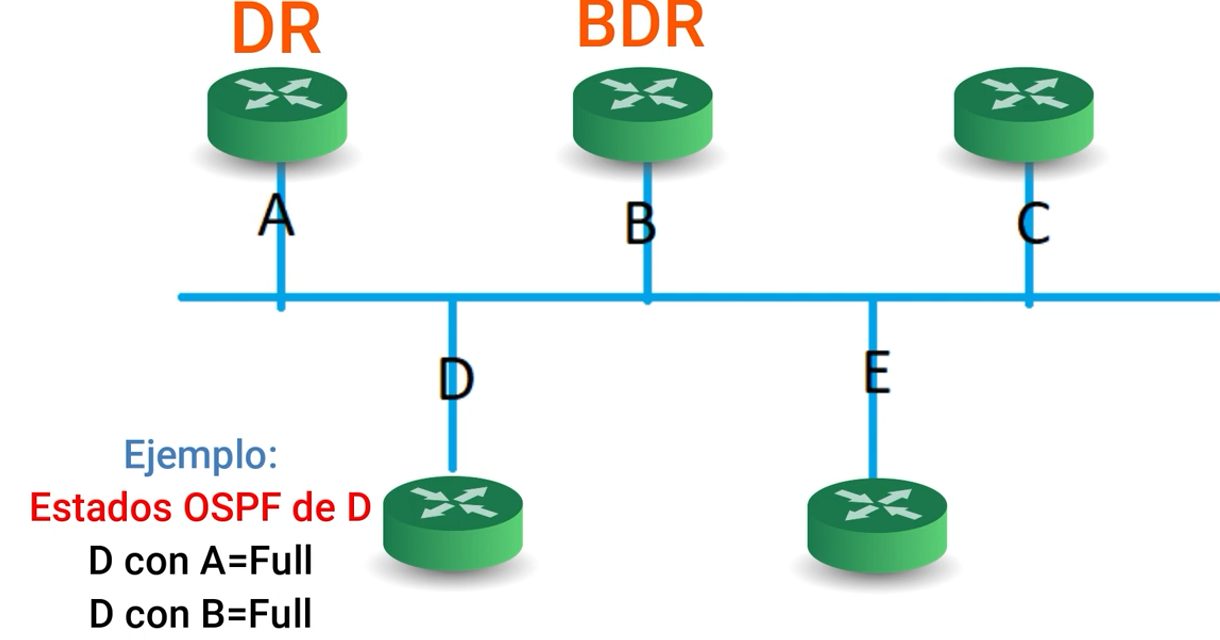 DR
BDR
A
B
C
D
E
Ejemplo:
Estados OSPF de D
D con A=Full
D con B=Full